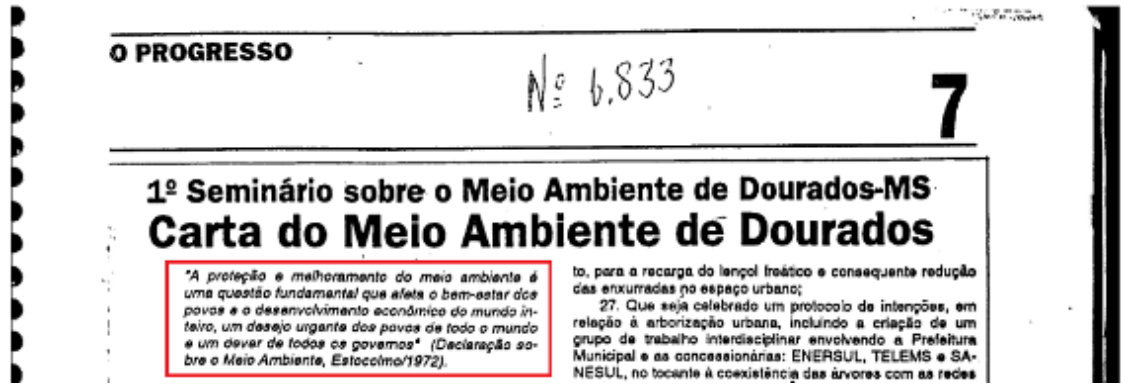 O PROGRESSO
Nº 6.833
7
1º Seminário sobre o Meio Ambiente de Dourados-MS
Carta do Meio Ambiente de Dourados
"A proteção e melhoramento do meio ambiente é
uma questão fundamental que afeta o bem-estar dos
povos e o desenvolvimento econômico do mundo in-
teiro, um desejo urgente dos povos de todo o mundo
e um dever de todos os governos" (Declaração so-
bre o Meio Ambiente, Estocolmo/1972).
to, para a recarga do lençol freático e consequente redução
das enxurradas no espaço urbano;
27. Que seja celebrado um protocolo de intenções, em
relação à arborização urbana, incluindo a criação de um
grupo de trabalho interdisciplinar envolvendo a Prefeitura
Municipal e as concessionárias: ENERSUL, TELEMS e SA-
NESUL, no tocante à coexistência das árvores com as redes